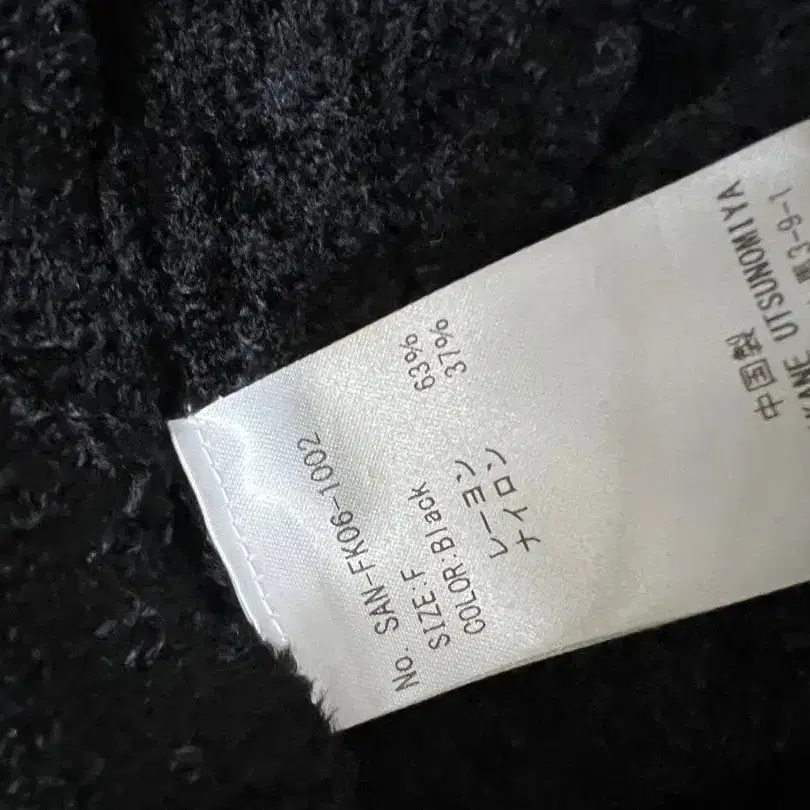 No. SAN-FK06-1002
SIZE:F
COLOR:Black
レーヨン 63%
ナイロン 37%
中国製
KANE UTSUNOMIYA
3-9-1